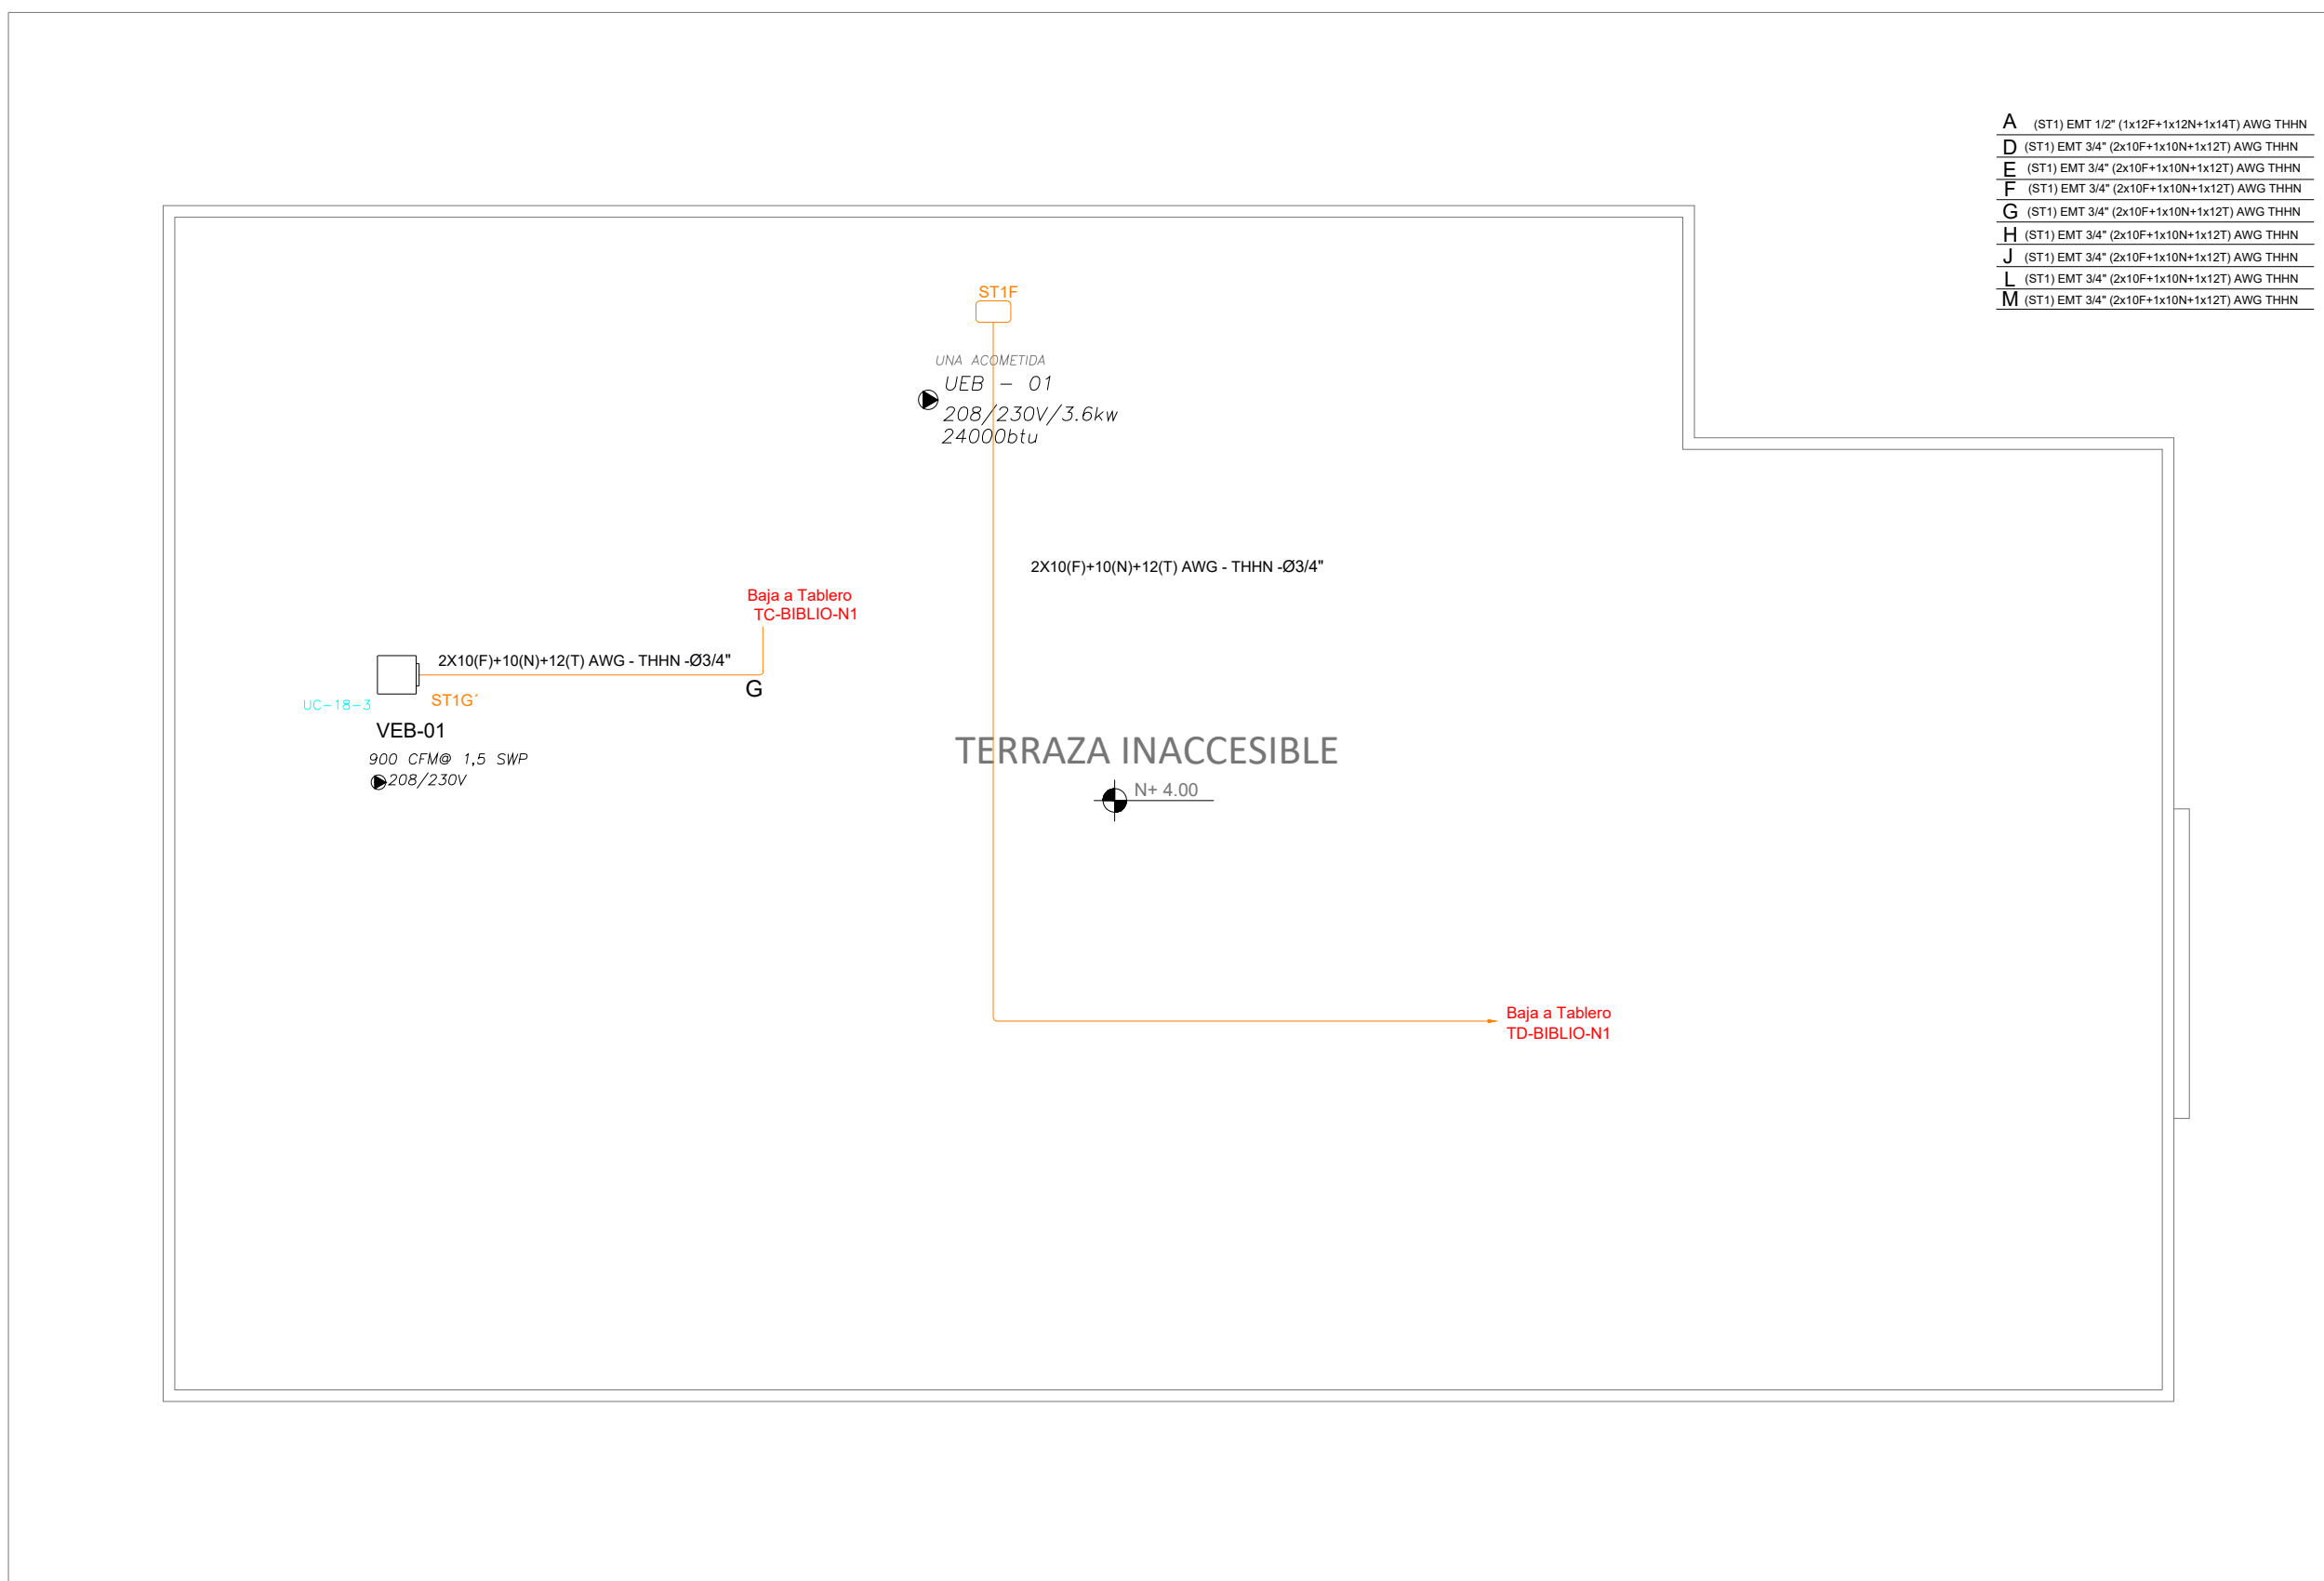 A (ST1) EMT 1/2" (1x12F+1x12N+1x14T) AWG THHN
D (ST1) EMT 3/4" (2x10F+1x10N+1x12T) AWG THHN
E (ST1) EMT 3/4" (2x10F+1x10N+1x12T) AWG THHN
F (ST1) EMT 3/4" (2x10F+1x10N+1x12T) AWG THHN
G (ST1) EMT 3/4" (2x10F+1x10N+1x12T) AWG THHN
H (ST1) EMT 3/4" (2x10F+1x10N+1x12T) AWG THHN
J (ST1) EMT 3/4" (2x10F+1x10N+1x12T) AWG THHN
L (ST1) EMT 3/4" (2x10F+1x10N+1x12T) AWG THHN
M (ST1) EMT 3/4" (2x10F+1x10N+1x12T) AWG THHN
ST1F
UNA ACOMETIDA
UEB - 01
208/230V/3.6kw
24000btu
2X10(F)+10(N)+12(T) AWG - THHN -Ø3/4"
Baja a Tablero
TC-BIBLIO-N1
2X10(F)+10(N)+12(T) AWG - THHN -Ø3/4"
G
ST1G´
UC-18-3
VEB-01
900 CFM@ 1,5 SWP
208/230V
TERRAZA INACCESIBLE
N+ 4.00
Baja a Tablero
TD-BIBLIO-N1